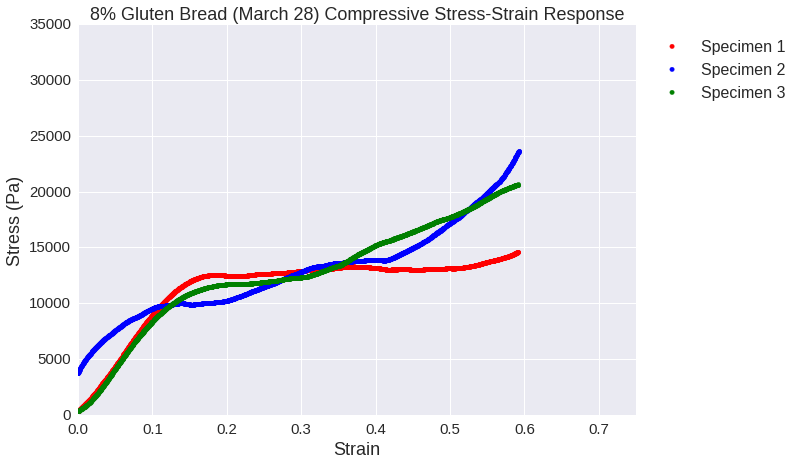 8% Gluten Bread (March 28) Compressive Stress-Strain Response
Specimen 1
Specimen 2
Specimen 3
Stress (Pa)
35000
30000
25000
20000
15000
10000
5000
0
0.0 0.1 0.2 0.3 0.4 0.5 0.6 0.7
Strain